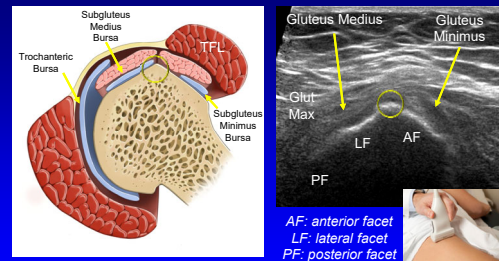 Subgluteus
Medius
Bursa
TFL
Trochanteric
Bursa
Subgluteus
Minimus
Bursa
Gluteus Medius
Gluteus
Minimus
Glut
Max
LF
AF
PF
AF: anterior facet
LF: lateral facet
PF: posterior facet